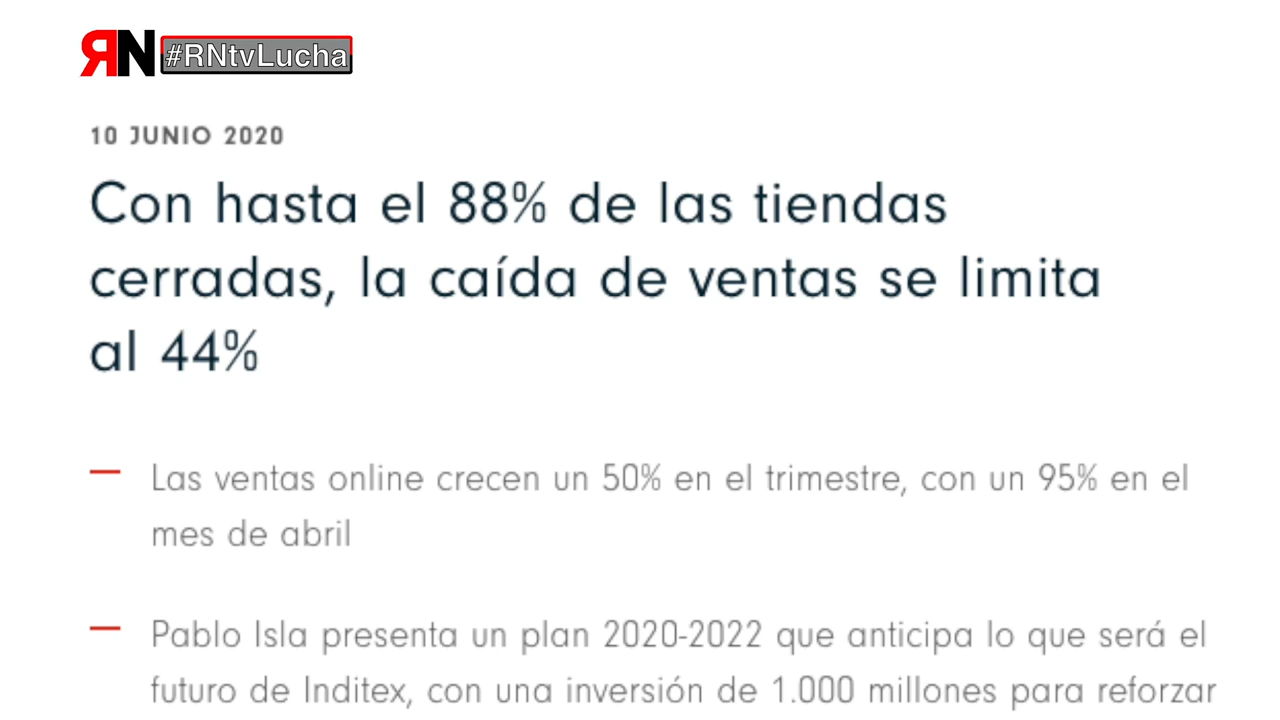 RN #RNtvLucha
10 JUNIO 2020
Con hasta el 88% de las tiendas
cerradas, la caída de ventas se limita
al 44%
Las ventas online crecen un 50% en el trimestre, con un 95% en el
mes de abril
Pablo Isla presenta un plan 2020-2022 que anticipa lo que será el
futuro de Inditex, con una inversión de 1.000 millones para reforzar